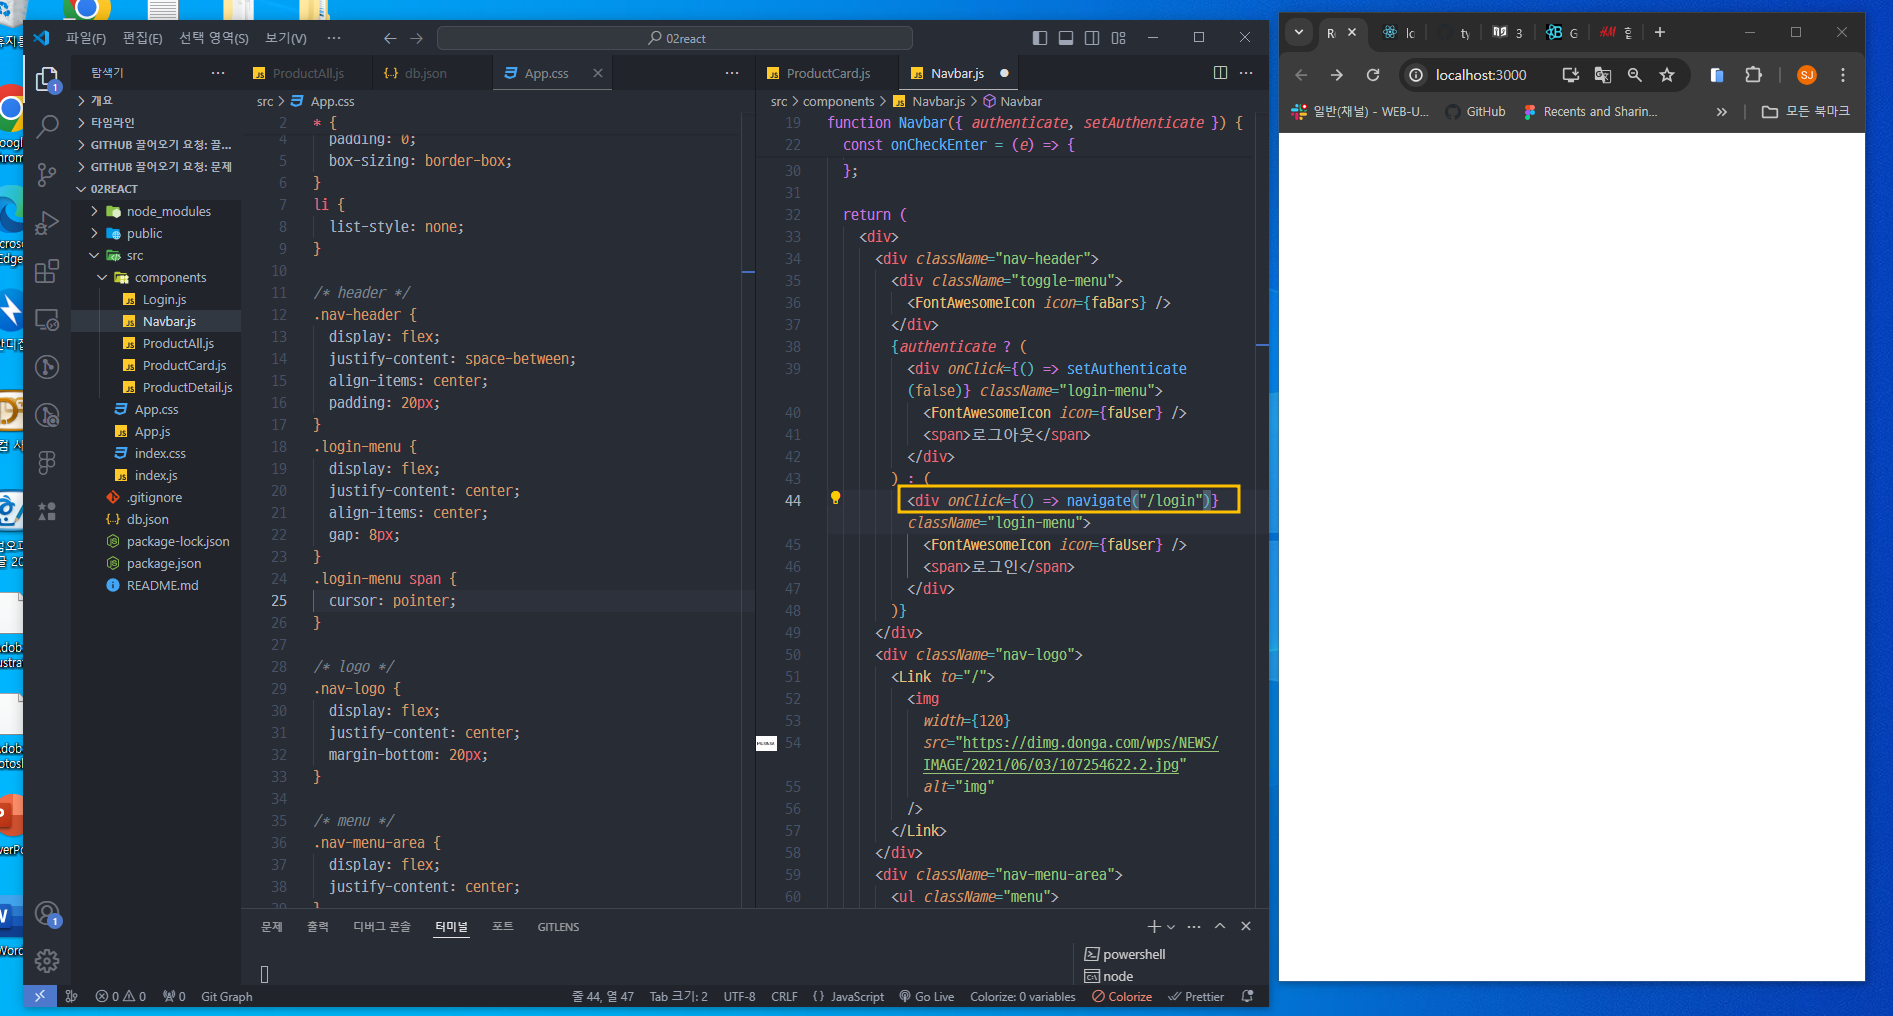 파일(F) 편집(E) 선택 영역(S) 보기(V) ··· 02react
탐색기 ···
개요
타임라인
GITHUB 끌어오기 요청: 끌...
GITHUB 끌어오기 요청: 문제
02REACT
node_modules
public
src
components
Login.js
Navbar.js
ProductAll.js
ProductCard.js
ProductDetail.js
App.css
App.js
index.css
index.js
.gitignore
db.json
package-lock.json
package.json
README.md
ProductAll.js db.json App.css
src > App.css
2 * {
4 padding: 0;
5 box-sizing: border-box;
6 }
7 li {
8 list-style: none;
9 }
10
11 /* header */
12 .nav-header {
13 display: flex;
14 justify-content: space-between;
15 align-items: center;
16 padding: 20px;
17 }
18 .login-menu {
19 display: flex;
20 justify-content: center;
21 align-items: center;
22 gap: 8px;
23 }
24 .login-menu span {
25 cursor: pointer;
26 }
27
28 /* logo */
29 .nav-logo {
30 display: flex;
31 justify-content: center;
32 margin-bottom: 20px;
33 }
34
35 /* menu */
36 .nav-menu-area {
37 display: flex;
38 justify-content: center;
ProductCard.js Navbar.js
src > components > Navbar.js > Navbar
19 function Navbar({ authenticate, setAuthenticate }) {
22 const onCheckEnter = (e) => {
30 };
31
32 return (
33 <div>
34 <div className="nav-header">
35 <div className="toggle-menu">
36 <FontAwesomeIcon icon={faBars} />
37 </div>
38 {authenticate ? (
39 <div onClick={() => setAuthenticate
(false)} className="login-menu">
40 <FontAwesomeIcon icon={faUser} />
41 <span>로그아웃</span>
42 </div>
43 ) : (
44 <div onClick={() => navigate("/login")}
className="login-menu">
45 <FontAwesomeIcon icon={faUser} />
46 <span>로그인</span>
47 </div>
48 )}
49 </div>
50 <div className="nav-logo">
51 <Link to="/">
52 <img
53 width={120}
54 src="https://dimg.donga.com/wps/NEWS/
IMAGE/2021/06/03/107254622.2.jpg"
55 alt="img"
56 />
57 </Link>
58 </div>
59 <div className="nav-menu-area">
60 <ul className="menu">
문제 출력 디버그 콘솔 터미널 포트 GITLENS
powershell
node
0 0 0 Git Graph 줄 44, 열 47 Tab 크기: 2 UTF-8 CRLF {} JavaScript Go Live Colorize: 0 variables Colorize Prettier
localhost:3000 SJ
일반(채널) - WEB-U... GitHub Recents and Sharin... » 모든 북마크